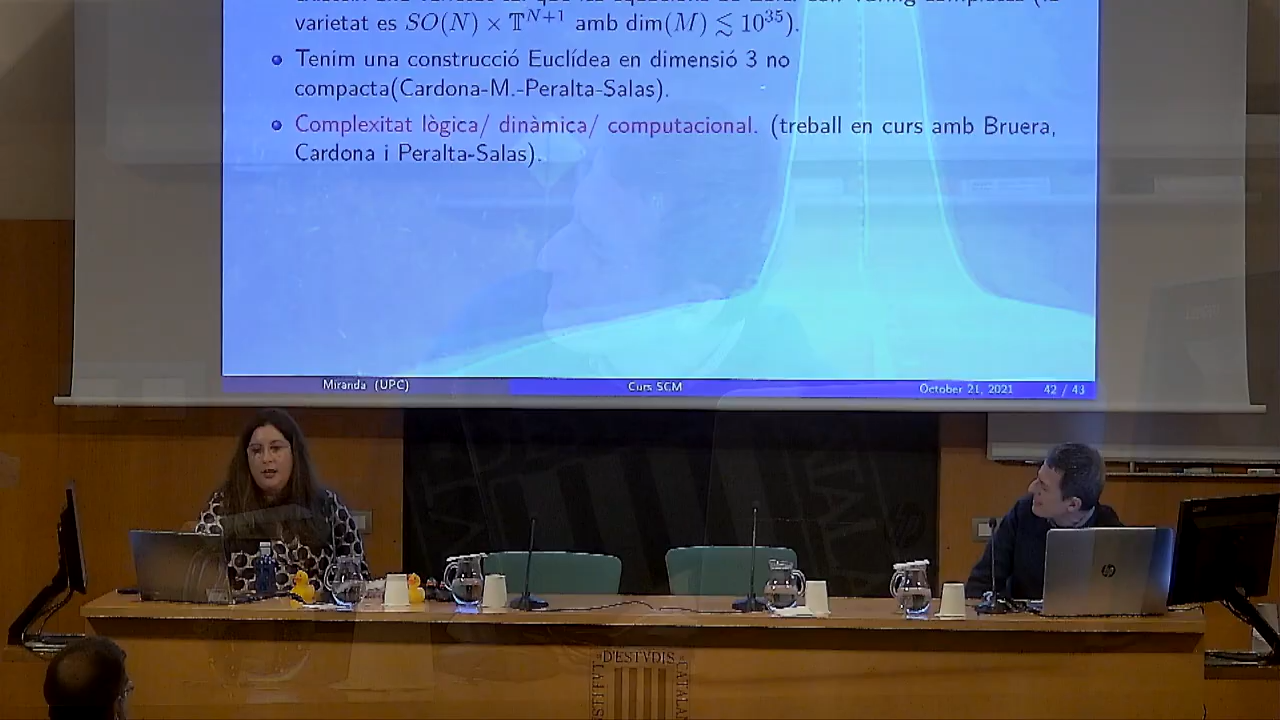 varietat es SO(N) × 𝕋^{N+1} amb dim(M) ≲ 10^{35}).
Tenim una construcció Euclídea en dimensió 3 no
compacta(Cardona-M.-Peralta-Salas).
Complexitat lògica/ dinàmica/ computacional. (treball en curs amb Bruera,
Cardona i Peralta-Salas).
Miranda (UPC) Curs SCM October 21, 2021 42 / 43
hp
D'ESTVDIS
CATALANS